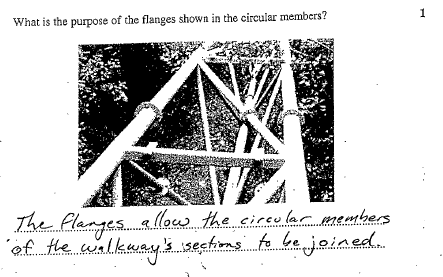 What is the purpose of the flanges shown in the circular members?
1
The flanges allow the circular members
of the walkway's sections to be joined.